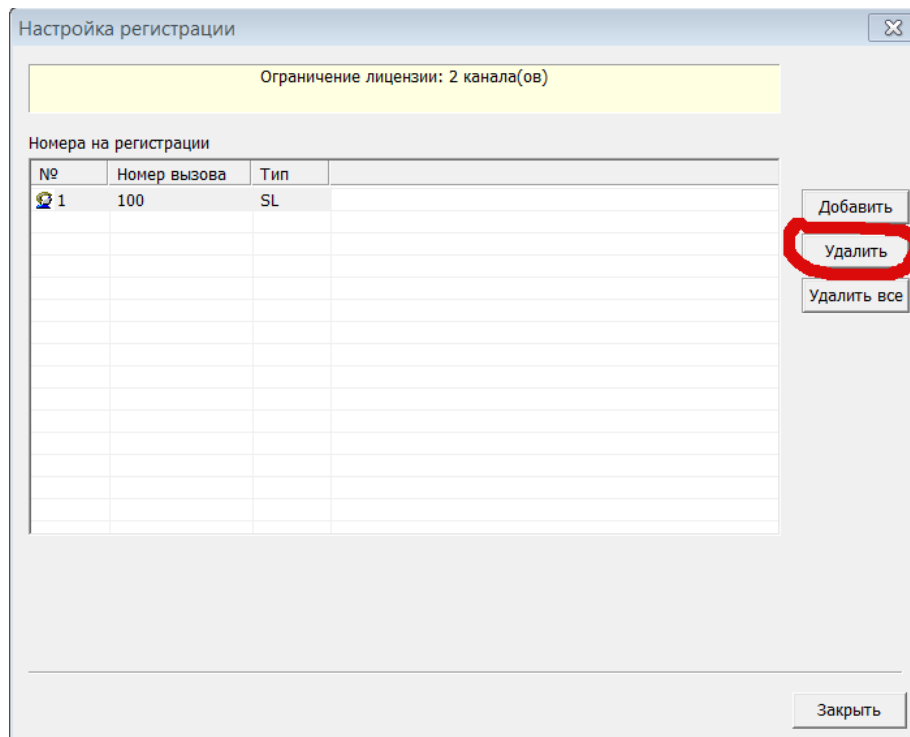 Настройка регистрации
Ограничение лицензии: 2 канала(ов)
Номера на регистрации
№ Номер вызова Тип
1 100 SL
Добавить
Удалить
Удалить все
Закрыть